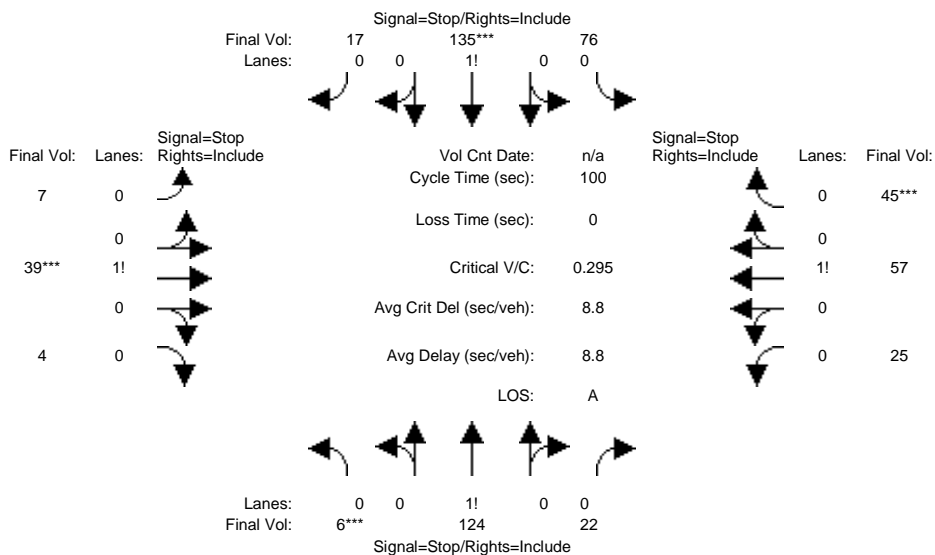 Signal=Stop/Rights=Include
Final Vol: 17 135*** 76
Lanes: 0 0 1! 0 0
Signal=Stop
Final Vol: Lanes: Rights=Include
Vol Cnt Date: n/a
Signal=Stop
Rights=Include Lanes: Final Vol:
Cycle Time (sec): 100
7 0
0 45***
Loss Time (sec): 0
0
0
39*** 1!
Critical V/C: 0.295
1! 57
0
Avg Crit Del (sec/veh): 8.8
0
4 0
Avg Delay (sec/veh): 8.8
0 25
LOS: A
Lanes: 0 0 1! 0 0
Final Vol: 6*** 124 22
Signal=Stop/Rights=Include